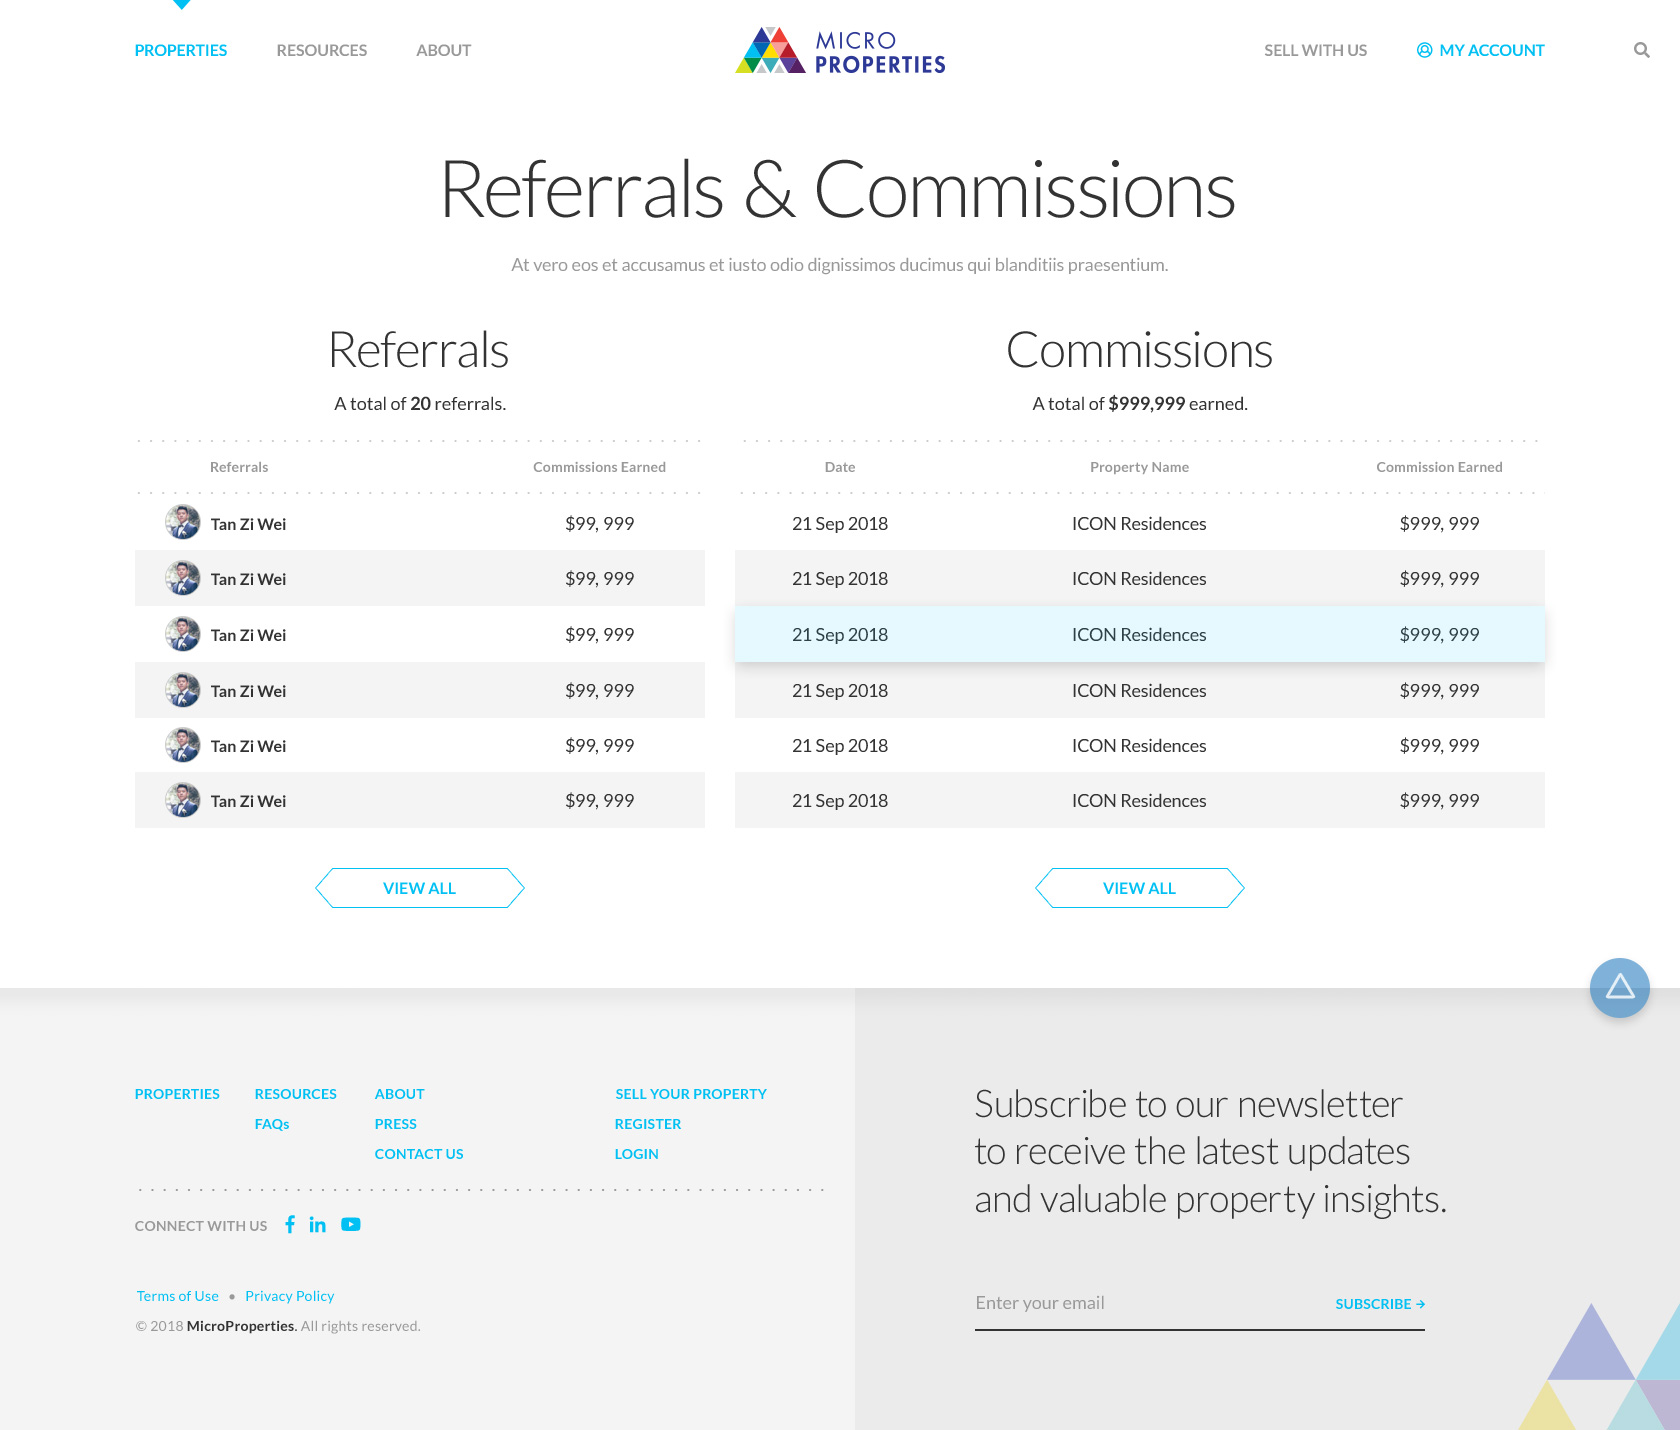 PROPERTIES RESOURCES ABOUT
MICRO
PROPERTIES
SELL WITH US MY ACCOUNT
Referrals & Commissions
At vero eos et accusamus et iusto odio dignissimos ducimus qui blanditiis praesentium.
Referrals
A total of 20 referrals.
Referrals Commissions Earned
Tan Zi Wei $99, 999
Tan Zi Wei $99, 999
Tan Zi Wei $99, 999
Tan Zi Wei $99, 999
Tan Zi Wei $99, 999
Tan Zi Wei $99, 999
VIEW ALL
Commissions
A total of $999,999 earned.
Date Property Name Commission Earned
21 Sep 2018 ICON Residences $999, 999
21 Sep 2018 ICON Residences $999, 999
21 Sep 2018 ICON Residences $999, 999
21 Sep 2018 ICON Residences $999, 999
21 Sep 2018 ICON Residences $999, 999
21 Sep 2018 ICON Residences $999, 999
VIEW ALL
PROPERTIES RESOURCES ABOUT SELL YOUR PROPERTY
FAQs PRESS REGISTER
CONTACT US LOGIN
CONNECT WITH US
Terms of Use • Privacy Policy
© 2018 MicroProperties. All rights reserved.
Subscribe to our newsletter
to receive the latest updates
and valuable property insights.
Enter your email SUBSCRIBE →